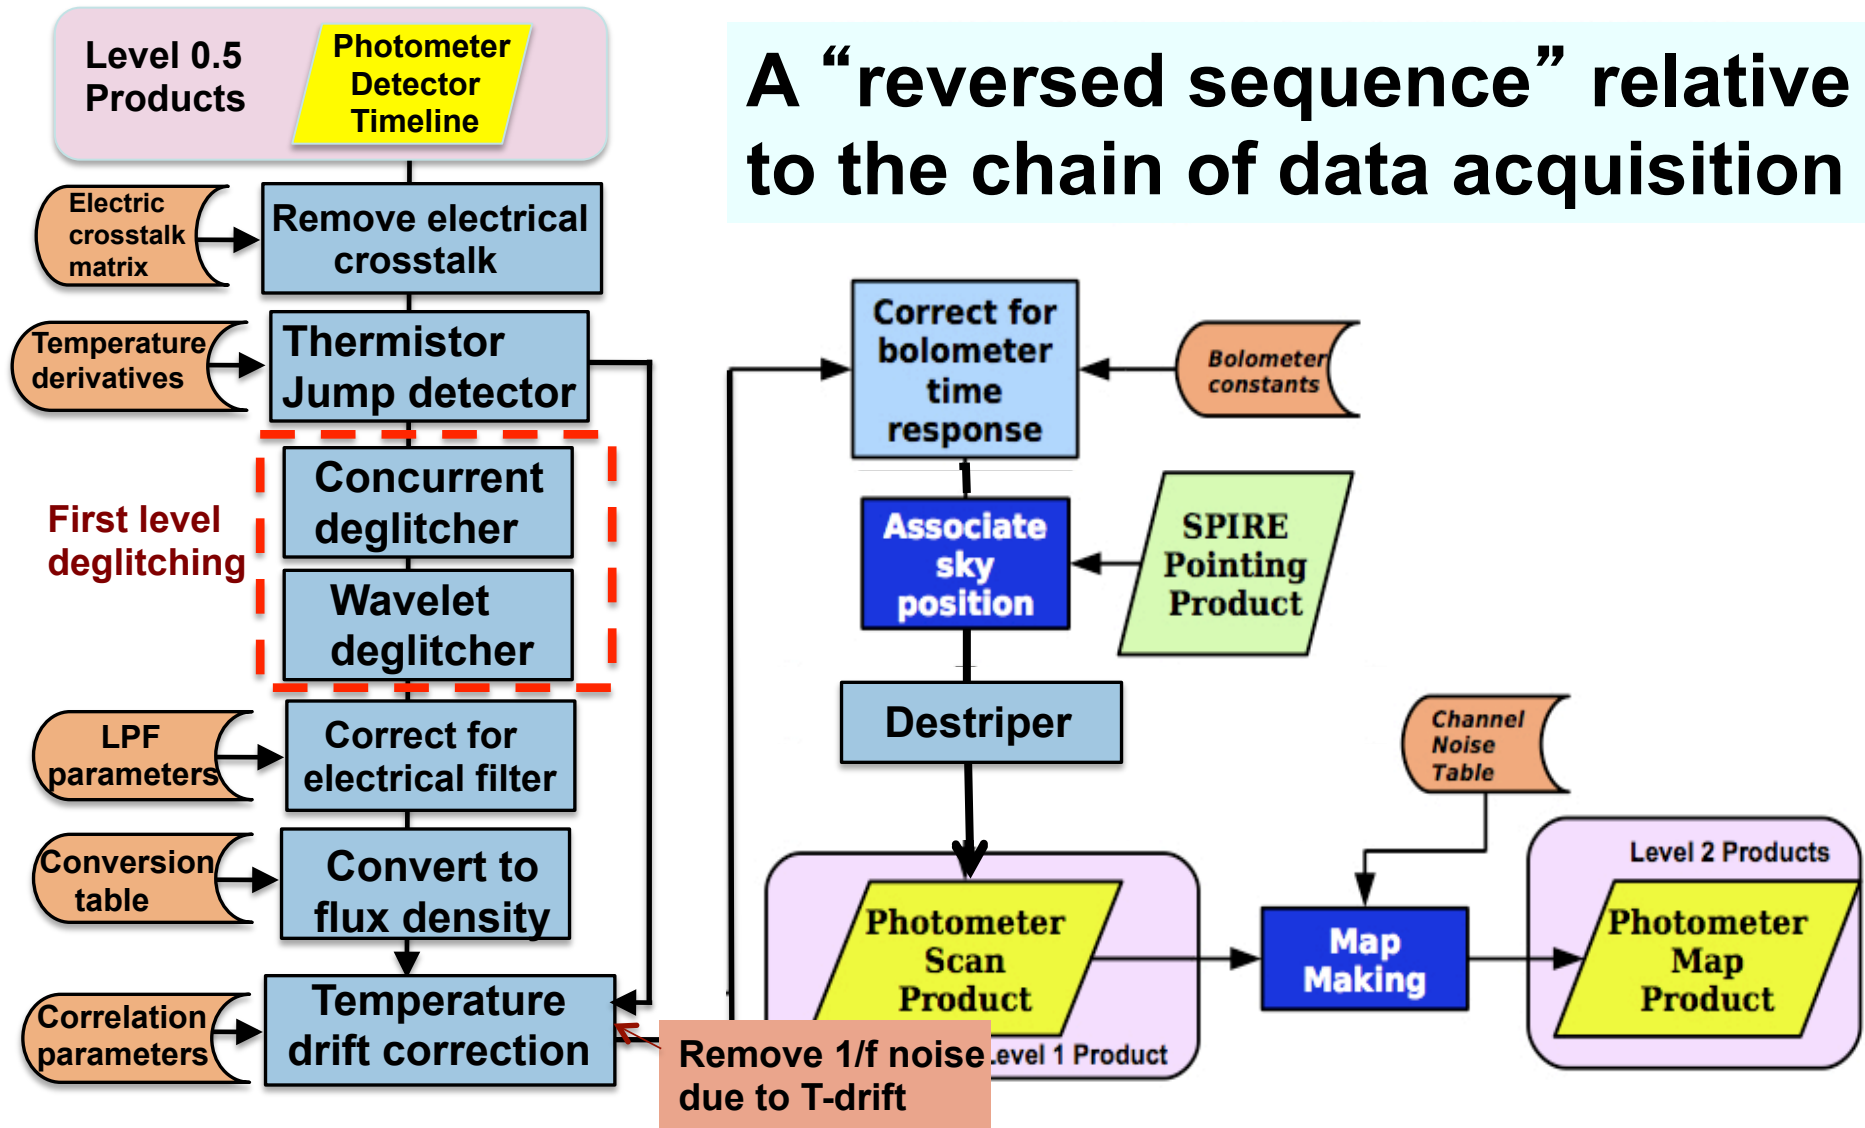 Level 0.5
Products
Photometer
Detector
Timeline
A “reversed sequence” relative
to the chain of data acquisition
Electric
crosstalk
matrix
Remove electrical
crosstalk
Temperature
derivatives
Thermistor
Jump detector
First level
deglitching
Concurrent
deglitcher
Wavelet
deglitcher
LPF
parameters
Correct for
electrical filter
Conversion
table
Convert to
flux density
Correlation
parameters
Temperature
drift correction
Remove 1/f noise
due to T-drift
Correct for
bolometer
time
response
Bolometer
constants
Associate
sky
position
SPIRE
Pointing
Product
Destriper
Channel
Noise
Table
Photometer
Scan
Product
Level 1 Product
Map
Making
Level 2 Products
Photometer
Map
Product